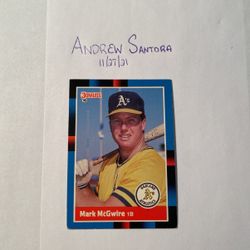 ANDREW SANTORA
11/27/21
DONRUSS
A's
Mark McGwire 1B